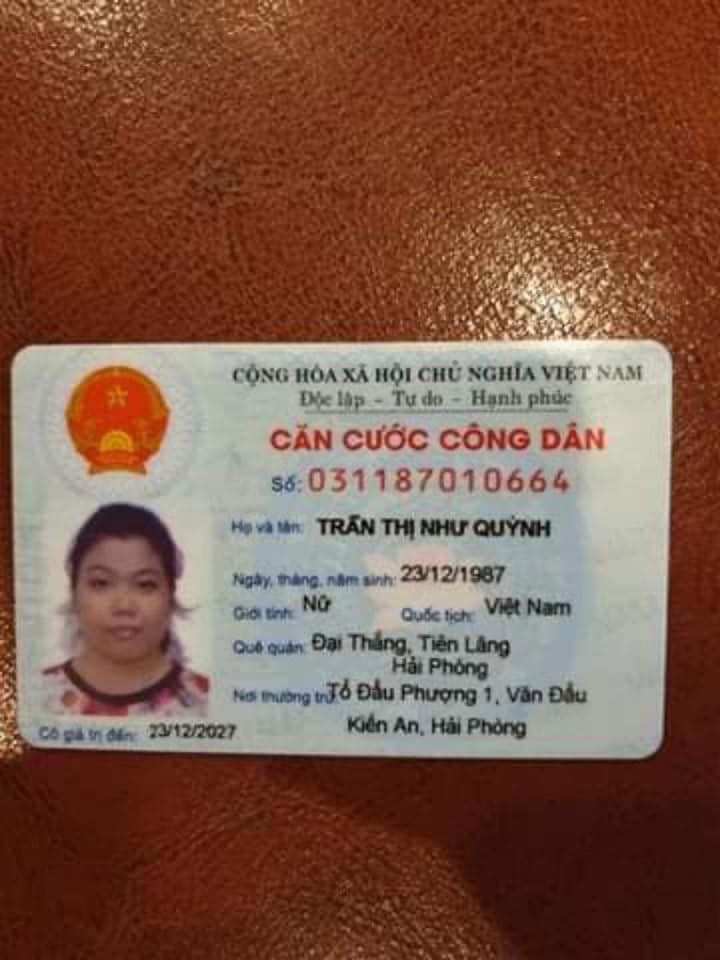 CỘNG HÒA XÃ HỘI CHỦ NGHĨA VIỆT NAM
Độc lập - Tự do - Hạnh phúc
CĂN CƯỚC CÔNG DÂN
Số: 031187010664
Họ và tên: TRẦN THỊ NHƯ QUỲNH
Ngày, tháng, năm sinh: 23/12/1987
Giới tính: Nữ Quốc tịch: Việt Nam
Quê quán: Đại Thắng, Tiên Lãng
Hải Phòng
Nơi thường trú: Tổ Đẩu Phượng 1, Văn Đẩu
Kiến An, Hải Phòng
Có giá trị đến: 23/12/2027